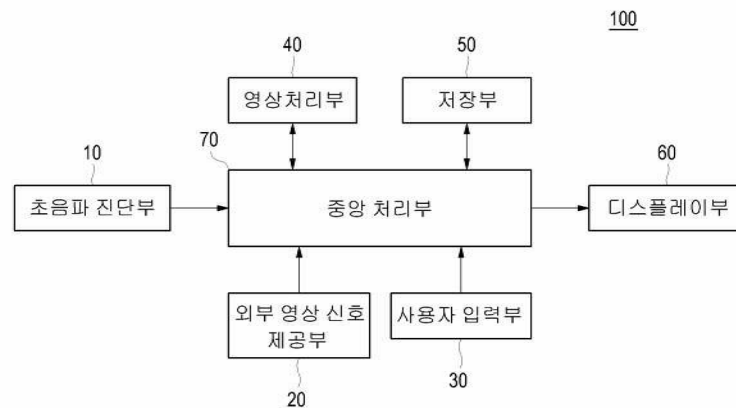 100
40
50
영상처리부
저장부
70
10
60
초음파 진단부
중앙 처리부
디스플레이부
외부 영상 신호
제공부
사용자 입력부
20
30